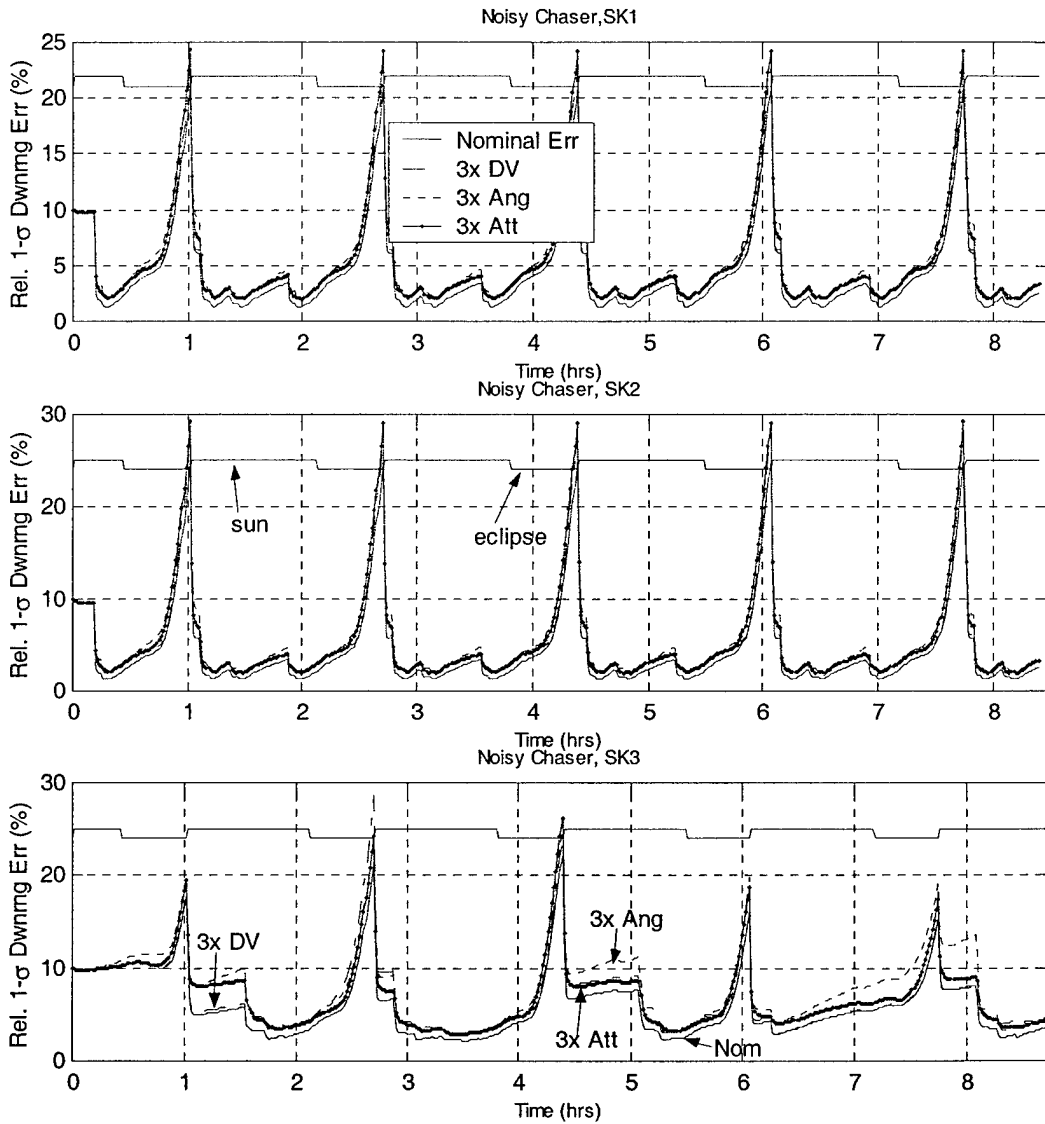 Noisy Chaser,SK1
Rel. 1-σ Dwnrng Err (%)
25
20
15
10
5
0
Nominal Err
3x DV
3x Ang
3x Att
0 1 2 3 4 5 6 7 8
Time (hrs)
Noisy Chaser, SK2
Rel. 1-σ Dwnrng Err (%)
30
20
10
0
sun
eclipse
0 1 2 3 4 5 6 7 8
Time (hrs)
Noisy Chaser, SK3
Rel. 1-σ Dwnrng Err (%)
30
20
10
0
3x DV
3x Ang
3x Att
Nom
0 1 2 3 4 5 6 7 8
Time (hrs)